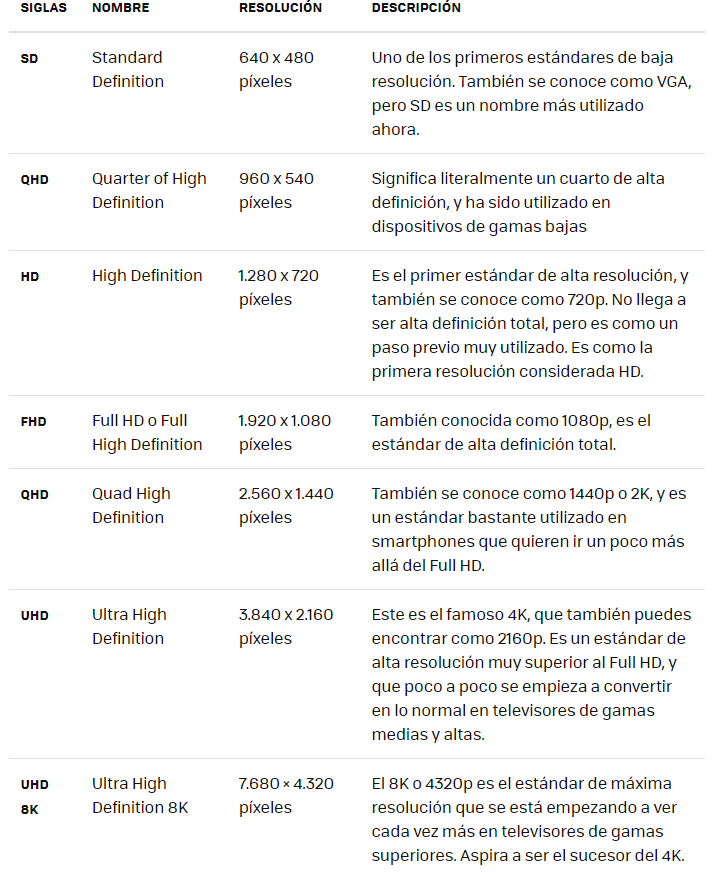 SIGLAS NOMBRE RESOLUCIÓN DESCRIPCIÓN
SD Standard Definition 640 x 480 píxeles Uno de los primeros estándares de baja
resolución. También se conoce como VGA,
pero SD es un nombre más utilizado
ahora.
QHD Quarter of High Definition 960 x 540 píxeles Significa literalmente un cuarto de alta
definición, y ha sido utilizado en
dispositivos de gamas bajas
HD High Definition 1.280 x 720 píxeles Es el primer estándar de alta resolución, y
también se conoce como 720p. No llega a
ser alta definición total, pero es como un
paso previo muy utilizado. Es como la
primera resolución considerada HD.
FHD Full HD o Full High Definition 1.920 x 1.080 píxeles También conocida como 1080p, es el
estándar de alta definición total.
QHD Quad High Definition 2.560 x 1.440 píxeles También se conoce como 1440p o 2K, y es
un estándar bastante utilizado en
smartphones que quieren ir un poco más
allá del Full HD.
UHD Ultra High Definition 3.840 x 2.160 píxeles Este es el famoso 4K, que también puedes
encontrar como 2160p. Es un estándar de
alta resolución muy superior al Full HD, y
que poco a poco se empieza a convertir
en lo normal en televisores de gamas
medias y altas.
UHD 8K Ultra High Definition 8K 7.680 × 4.320 píxeles El 8K o 4320p es el estándar de máxima
resolución que se está empezando a ver
cada vez más en televisores de gamas
superiores. Aspira a ser el sucesor del 4K.